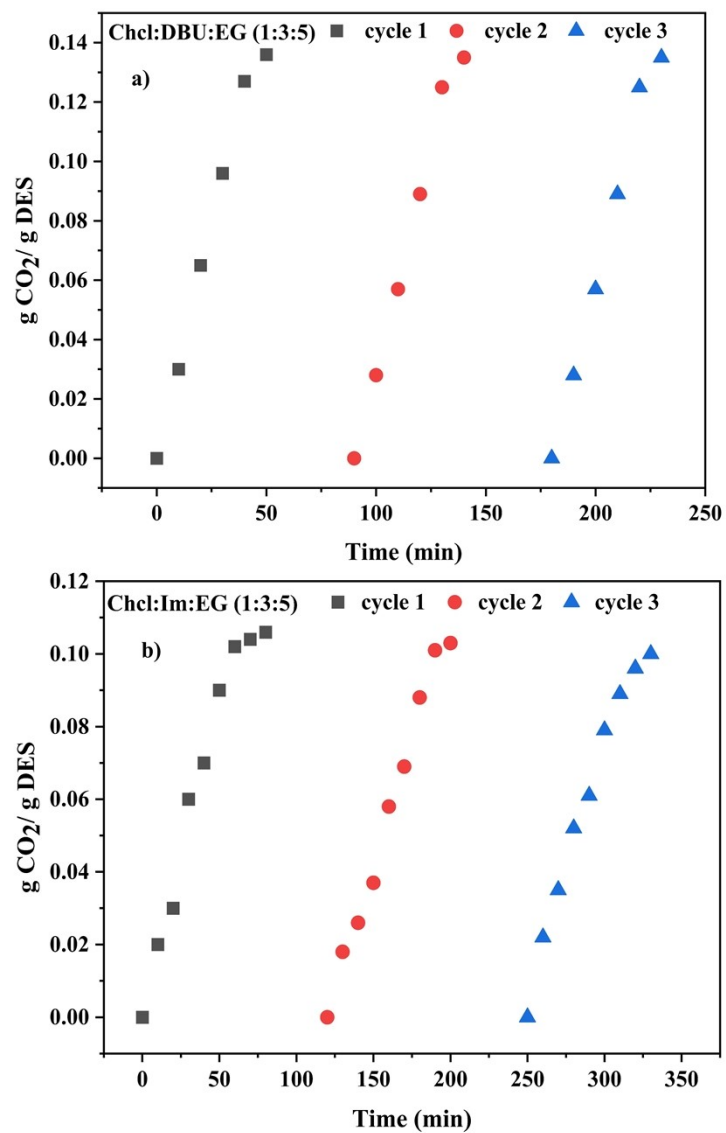 Chcl:DBU:EG (1:3:5) cycle 1 cycle 2 cycle 3
a)
0.14
0.12
0.10
0.08
0.06
0.04
0.02
0.00
g CO2/ g DES
0 50 100 150 200 250
Time (min)
Chcl:Im:EG (1:3:5) cycle 1 cycle 2 cycle 3
b)
0.12
0.10
0.08
0.06
0.04
0.02
0.00
g CO2/ g DES
0 50 100 150 200 250 300 350
Time (min)